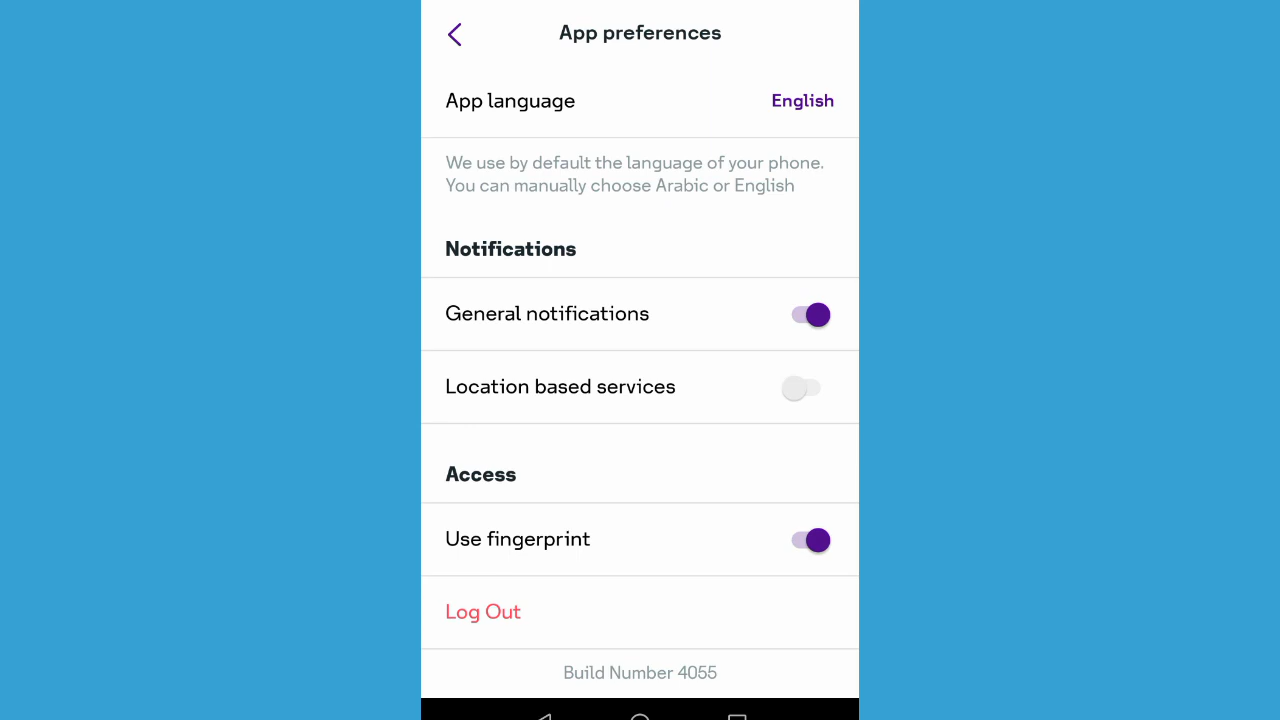 App preferences
App language
English
We use by default the language of your phone.
You can manually choose Arabic or English
Notifications
General notifications
Location based services
Access
Use fingerprint
Log Out
Build Number 4055